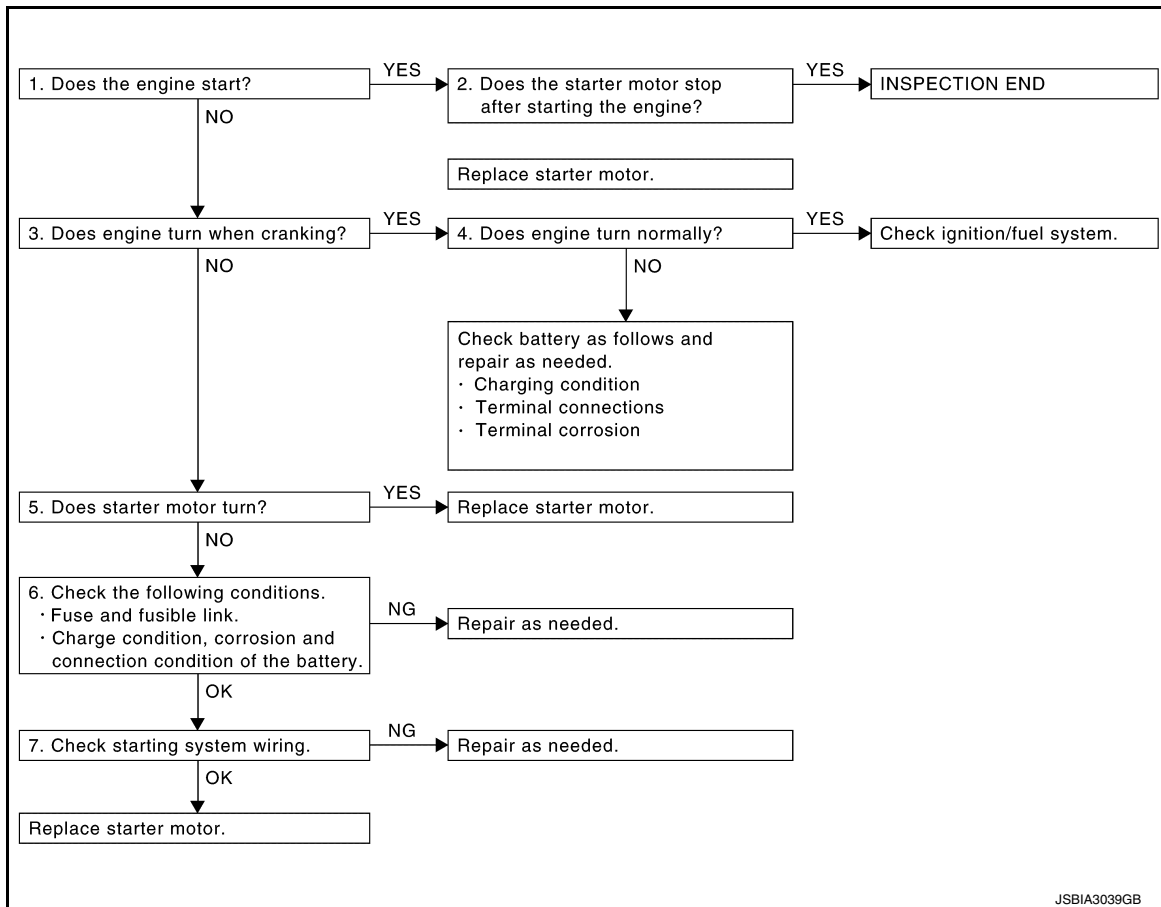 1. Does the engine start?
YES
2. Does the starter motor stop
after starting the engine?
YES
INSPECTION END
NO
Replace starter motor.
3. Does engine turn when cranking?
YES
4. Does engine turn normally?
YES
Check ignition/fuel system.
NO
NO
Check battery as follows and
repair as needed.
· Charging condition
· Terminal connections
· Terminal corrosion
5. Does starter motor turn?
YES
Replace starter motor.
NO
6. Check the following conditions.
· Fuse and fusible link.
· Charge condition, corrosion and
connection condition of the battery.
NG
Repair as needed.
OK
7. Check starting system wiring.
NG
Repair as needed.
OK
Replace starter motor.
JSBIA3039GB